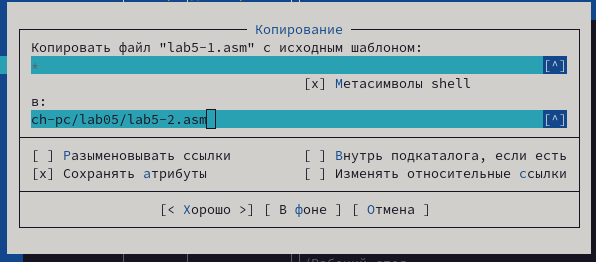 Копирование
Копировать файл "lab5-1.asm" с исходным шаблоном:
* [^]
[x] Метасимволы shell
в:
ch-pc/lab05/lab5-2.asm [^]
[ ] Разыменовывать ссылки [ ] Внутрь подкаталога, если есть
[x] Сохранять атрибуты [ ] Изменять относительные ссылки
[< Хорошо >] [ В фоне ] [ Отмена ]